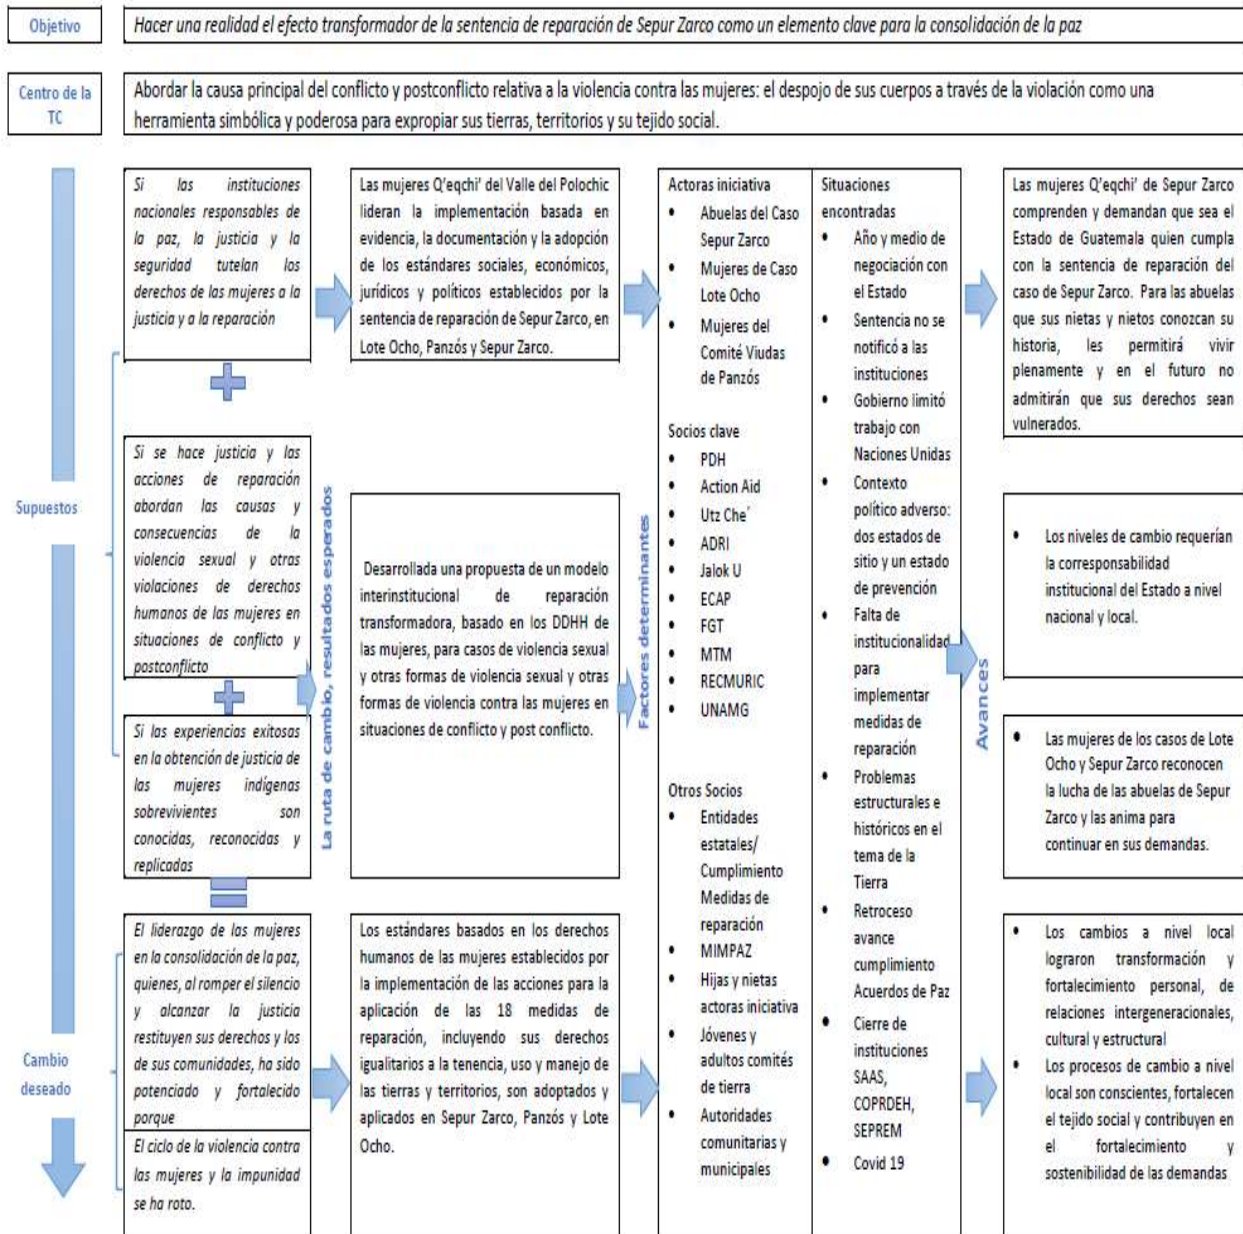 Objetivo
Hacer una realidad el efecto transformador de la sentencia de reparación de Sepur Zarco como un elemento clave para la consolidación de la paz
Centro de la
TC
Abordar la causa principal del conflicto y postconflicto relativa a la violencia contra las mujeres: el despojo de sus cuerpos a través de la violación como una
herramienta simbólica y poderosa para expropiar sus tierras, territorios y su tejido social.
Supuestos
Cambio
deseado
Si las instituciones
nacionales responsables de
la paz, la justicia y la
seguridad tutelan los
derechos de las mujeres a la
justicia y a la reparación
Si se hace justicia y las
acciones de reparación
abordan las causas y
consecuencias de la
violencia sexual y otras
violaciones de derechos
humanos de las mujeres en
situaciones de conflicto y
postconflicto
Si las experiencias exitosas
en la obtención de justicia de
las mujeres indígenas
sobrevivientes son
conocidas, reconocidas y
replicadas
El liderazgo de las mujeres
en la consolidación de la paz,
quienes, al romper el silencio
y alcanzar la justicia
restituyen sus derechos y los
de sus comunidades, ha sido
potenciado y fortalecido
porque
El ciclo de la violencia contra
las mujeres y la impunidad
se ha roto.
La ruta de cambio, resultados esperados
Las mujeres Q'eqchi' del Valle del Polochic
lideran la implementación basada en
evidencia, la documentación y la adopción
de los estándares sociales, económicos,
jurídicos y políticos establecidos por la
sentencia de reparación de Sepur Zarco, en
Lote Ocho, Panzós y Sepur Zarco.
Desarrollada una propuesta de un modelo
interinstitucional de reparación
transformadora, basado en los DDHH de
las mujeres, para casos de violencia sexual
y otras formas de violencia sexual y otras
formas de violencia contra las mujeres en
situaciones de conflicto y post conflicto.
Los estándares basados en los derechos
humanos de las mujeres establecidos por
la implementación de las acciones para la
aplicación de las 18 medidas de
reparación, incluyendo sus derechos
igualitarios a la tenencia, uso y manejo de
las tierras y territorios, son adoptados y
aplicados en Sepur Zarco, Panzós y Lote
Ocho.
Factores determinantes
Actoras iniciativa
• Abuelas del Caso
Sepur Zarco
• Mujeres de Caso
Lote Ocho
• Mujeres del
Comité Viudas
de Panzós
Socios clave
• PDH
• Action Aid
• Utz Che´
• ADRI
• Jalok U
• ECAP
• FGT
• MTM
• RECMURIC
• UNAMG
Otros Socios
• Entidades
estatales/
Cumplimiento
Medidas de
reparación
• MIMPAZ
• Hijas y nietas
actoras iniciativa
• Jóvenes y
adultos comités
de tierra
• Autoridades
comunitarias y
municipales
Situaciones
encontradas
• Año y medio de
negociación con
el Estado
• Sentencia no se
notificó a las
instituciones
• Gobierno limitó
trabajo con
Naciones Unidas
• Contexto
político adverso:
dos estados de
sitio y un estado
de prevención
• Falta de
institucionalidad
para
implementar
medidas de
reparación
• Problemas
estructurales e
históricos en el
tema de la
Tierra
• Retroceso
avance
cumplimiento
Acuerdos de Paz
• Cierre de
instituciones
SAAS,
COPRDEH,
SEPREM
• Covid 19
Avances
Las mujeres Q'eqchi' de Sepur Zarco
comprenden y demandan que sea el
Estado de Guatemala quien cumpla
con la sentencia de reparación del
caso de Sepur Zarco. Para las abuelas
que sus nietas y nietos conozcan su
historia, les permitirá vivir
plenamente y en el futuro no
admitirán que sus derechos sean
vulnerados.
• Los niveles de cambio requerían
la corresponsabilidad
institucional del Estado a nivel
nacional y local.
• Las mujeres de los casos de Lote
Ocho y Sepur Zarco reconocen
la lucha de las abuelas de Sepur
Zarco y las anima para
continuar en sus demandas.
• Los cambios a nivel local
lograron transformación y
fortalecimiento personal, de
relaciones intergeneracionales,
cultural y estructural
• Los procesos de cambio a nivel
local son conscientes, fortalecen
el tejido social y contribuyen en
el fortalecimiento y
sostenibilidad de las demandas